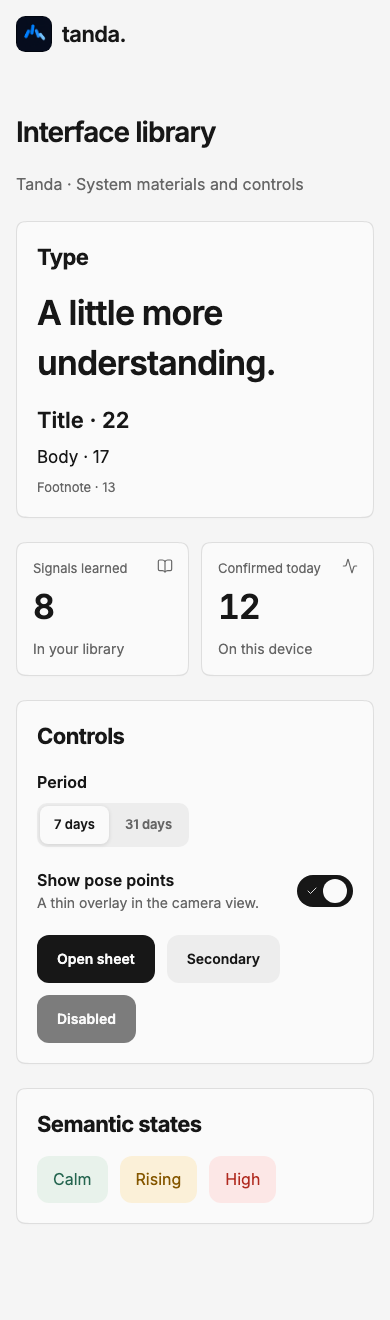 tanda.
Interface library
Tanda · System materials and controls
Type
A little more
understanding.
Title · 22
Body · 17
Footnote · 13
Signals learned
8
In your library
Confirmed today
12
On this device
Controls
Period
7 days
31 days
Show pose points
A thin overlay in the camera view.
Open sheet
Secondary
Disabled
Semantic states
Calm
Rising
High